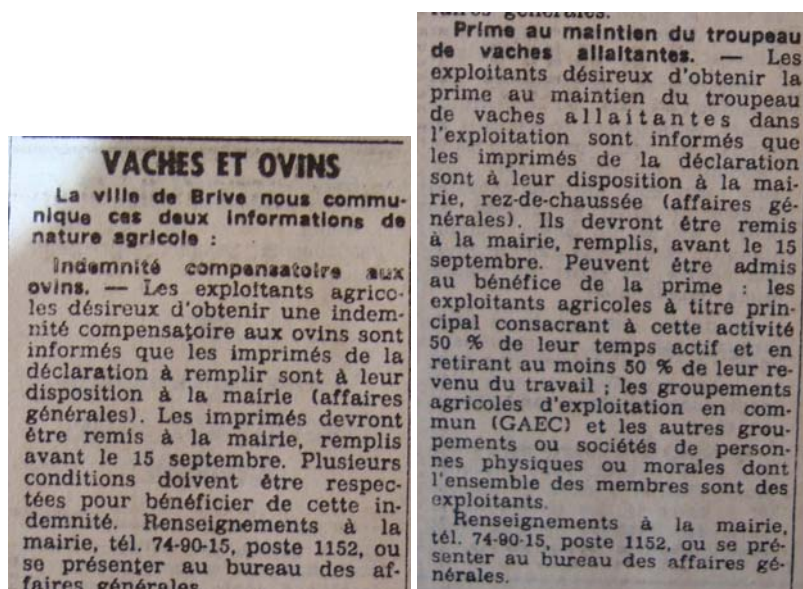 VACHES ET OVINS
La ville de Brive nous commu-
nique ces deux informations de
nature agricole :
Indemnité compensatoire aux
ovins. — Les exploitants agrico-
les désireux d'obtenir une indem-
nité compensatoire aux ovins sont
informés que les imprimés de la
déclaration à remplir sont à leur
disposition à la mairie (affaires
générales). Les imprimés devront
être remis à la mairie, remplis
avant le 15 septembre. Plusieurs
conditions doivent être respec-
tées pour bénéficier de cette in-
demnité. Renseignements à la
mairie, tél. 74-90-15, poste 1152, ou
se présenter au bureau des af-
faires générales.
faires générales.
Prime au maintien du troupeau
de vaches allaitantes. — Les
exploitants désireux d'obtenir la
prime au maintien du troupeau
de vaches allaitantes dans
l'exploitation sont informés que
les imprimés de la déclaration
sont à leur disposition à la mai-
rie, rez-de-chaussée (affaires gé-
nérales). Ils devront être remis
à la mairie, remplis, avant le 15
septembre. Peuvent être admis
au bénéfice de la prime : les
exploitants agricoles à titre prin-
cipal consacrant à cette activité
50 % de leur temps actif et en
retirant au moins 50 % de leur re-
venu du travail ; les groupements
agricoles d'exploitation en com-
mun (GAEC) et les autres grou-
pements ou sociétés de person-
nes physiques ou morales dont
l'ensemble des membres sont des
exploitants.
Renseignements à la mairie,
tél. 74-90-15, poste 1152, ou se pré-
senter au bureau des affaires gé-
nérales.